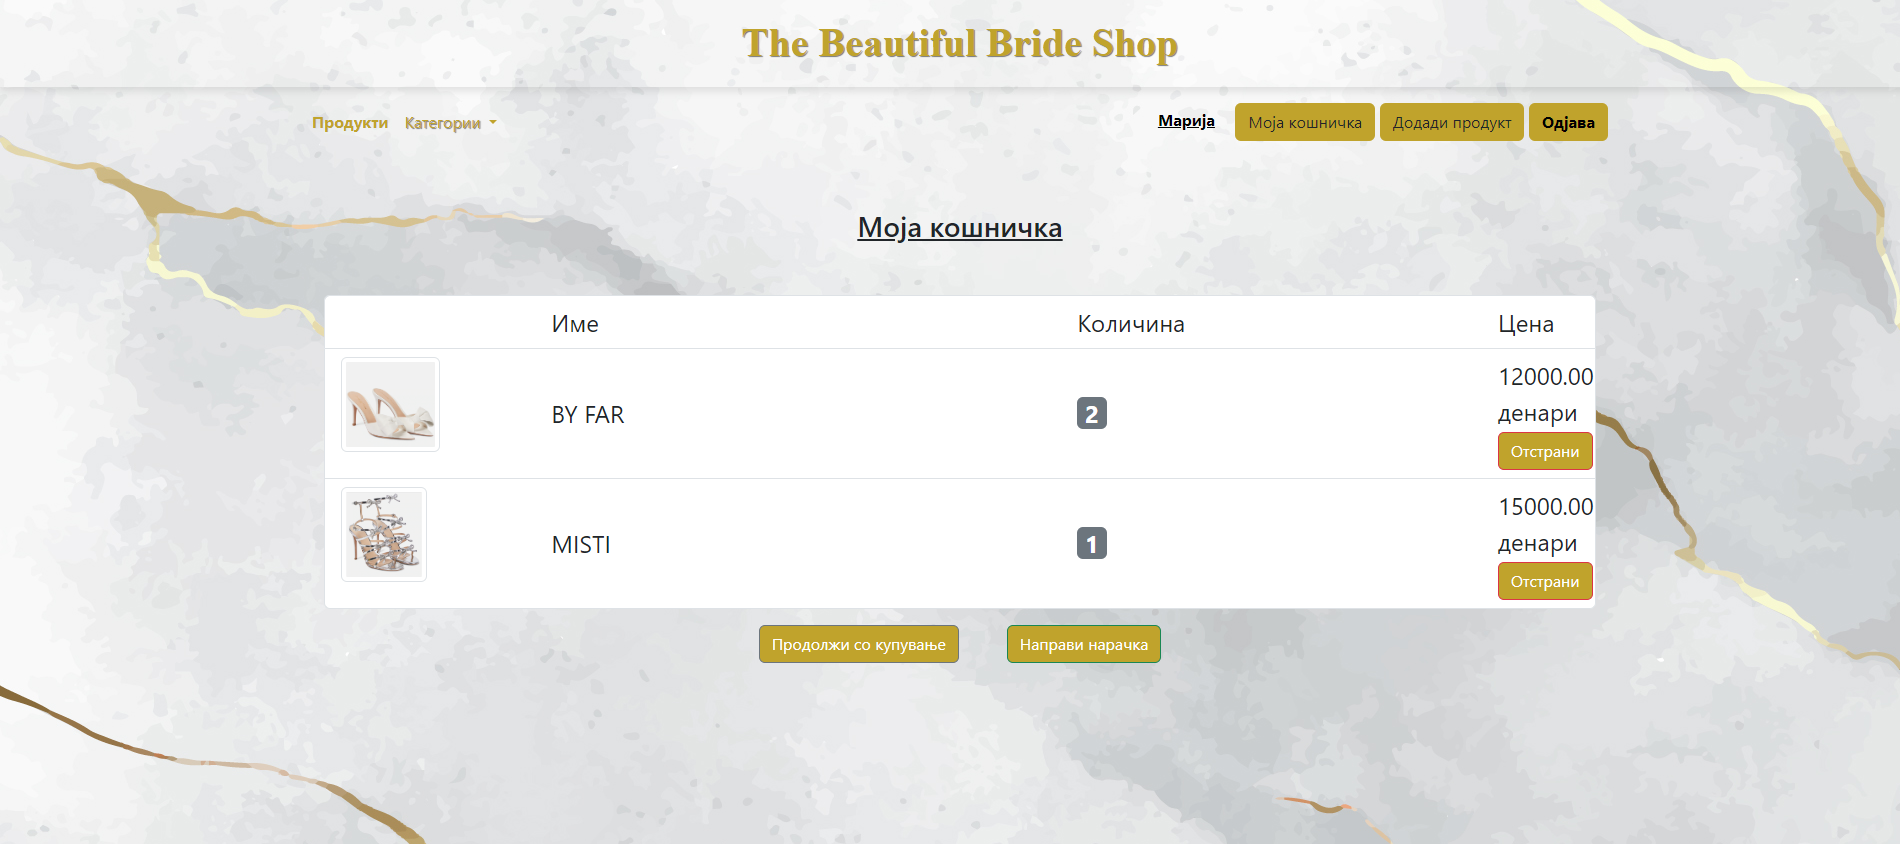 The Beautiful Bride Shop
Продукти Категории Марија Моја кошничка Додади продукт Одјава
Моја кошничка
Име Количина Цена
BY FAR 2 12000.00
денари
Отстрани
MISTI 1 15000.00
денари
Отстрани
Продолжи со купување Направи нарачка